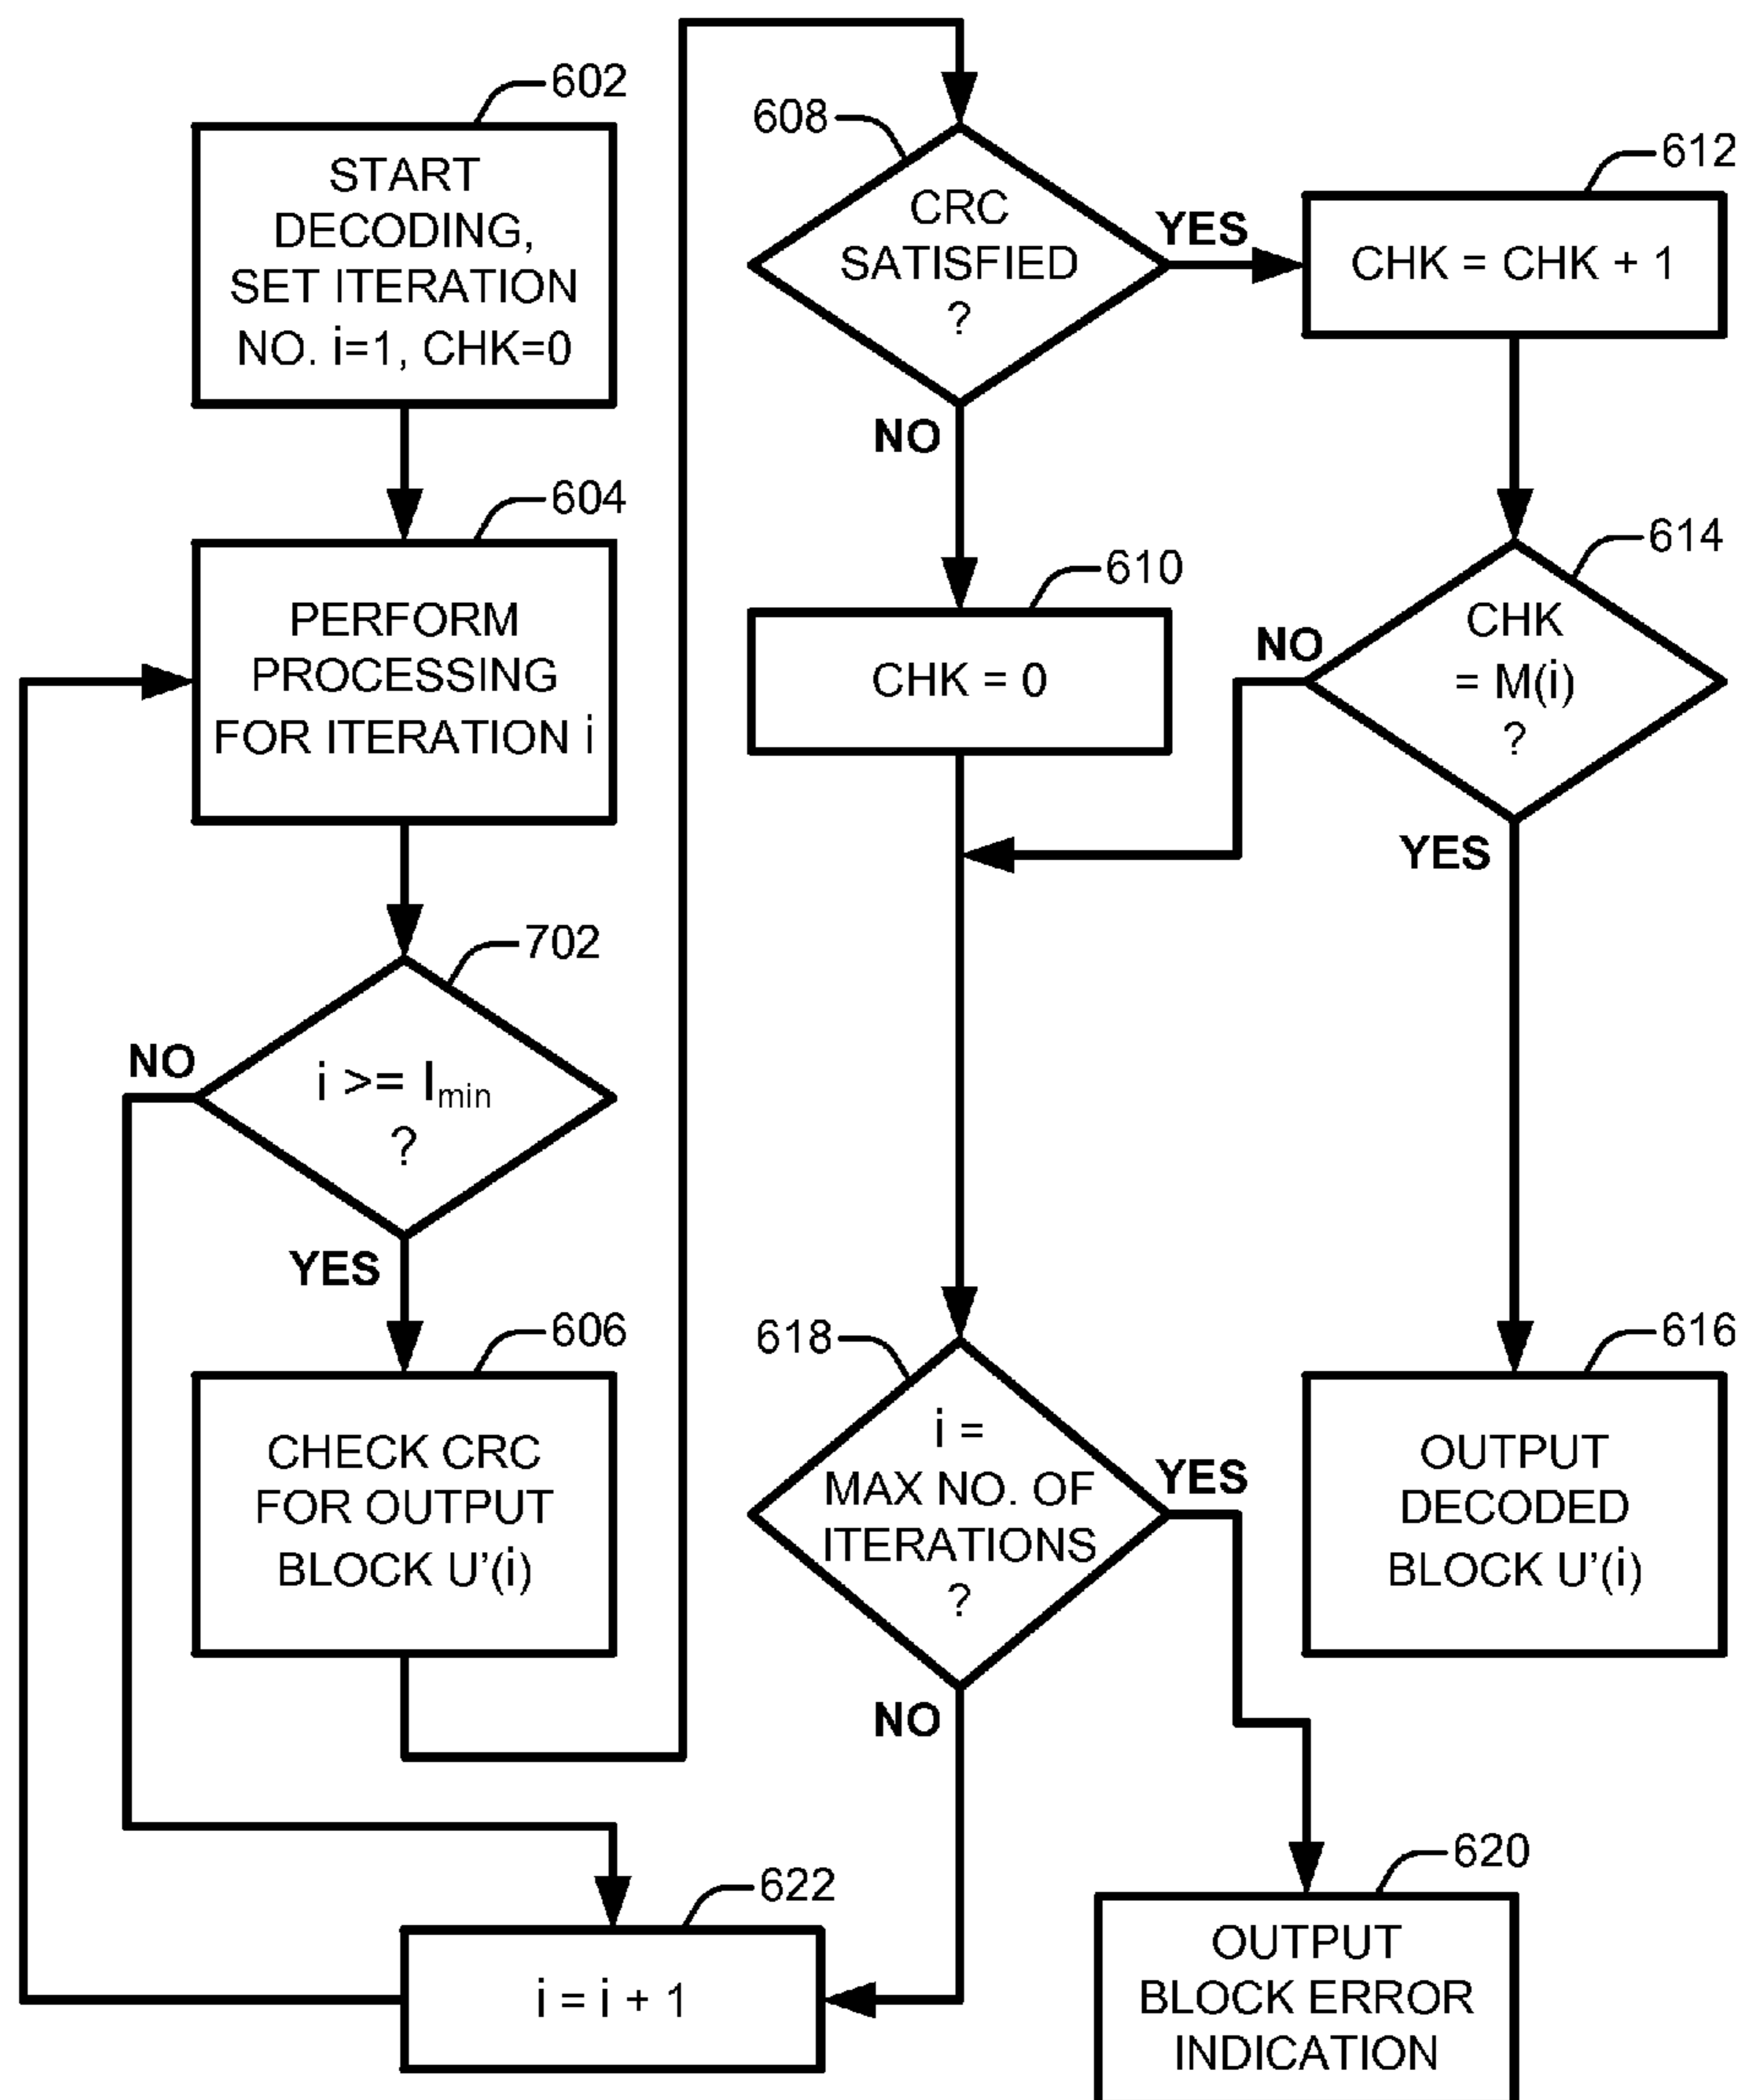 602
START
DECODING,
SET ITERATION
NO. i=1, CHK=0
604
PERFORM
PROCESSING
FOR ITERATION i
702
NO
i >= Imin
?
YES
606
CHECK CRC
FOR OUTPUT
BLOCK U'(i)
608
CRC
SATISFIED
?
YES
NO
610
CHK = 0
612
CHK = CHK + 1
614
CHK
= M(i)
?
NO
YES
616
OUTPUT
DECODED
BLOCK U'(i)
618
i =
MAX NO. OF
ITERATIONS
?
YES
NO
620
OUTPUT
BLOCK ERROR
INDICATION
622
i = i + 1